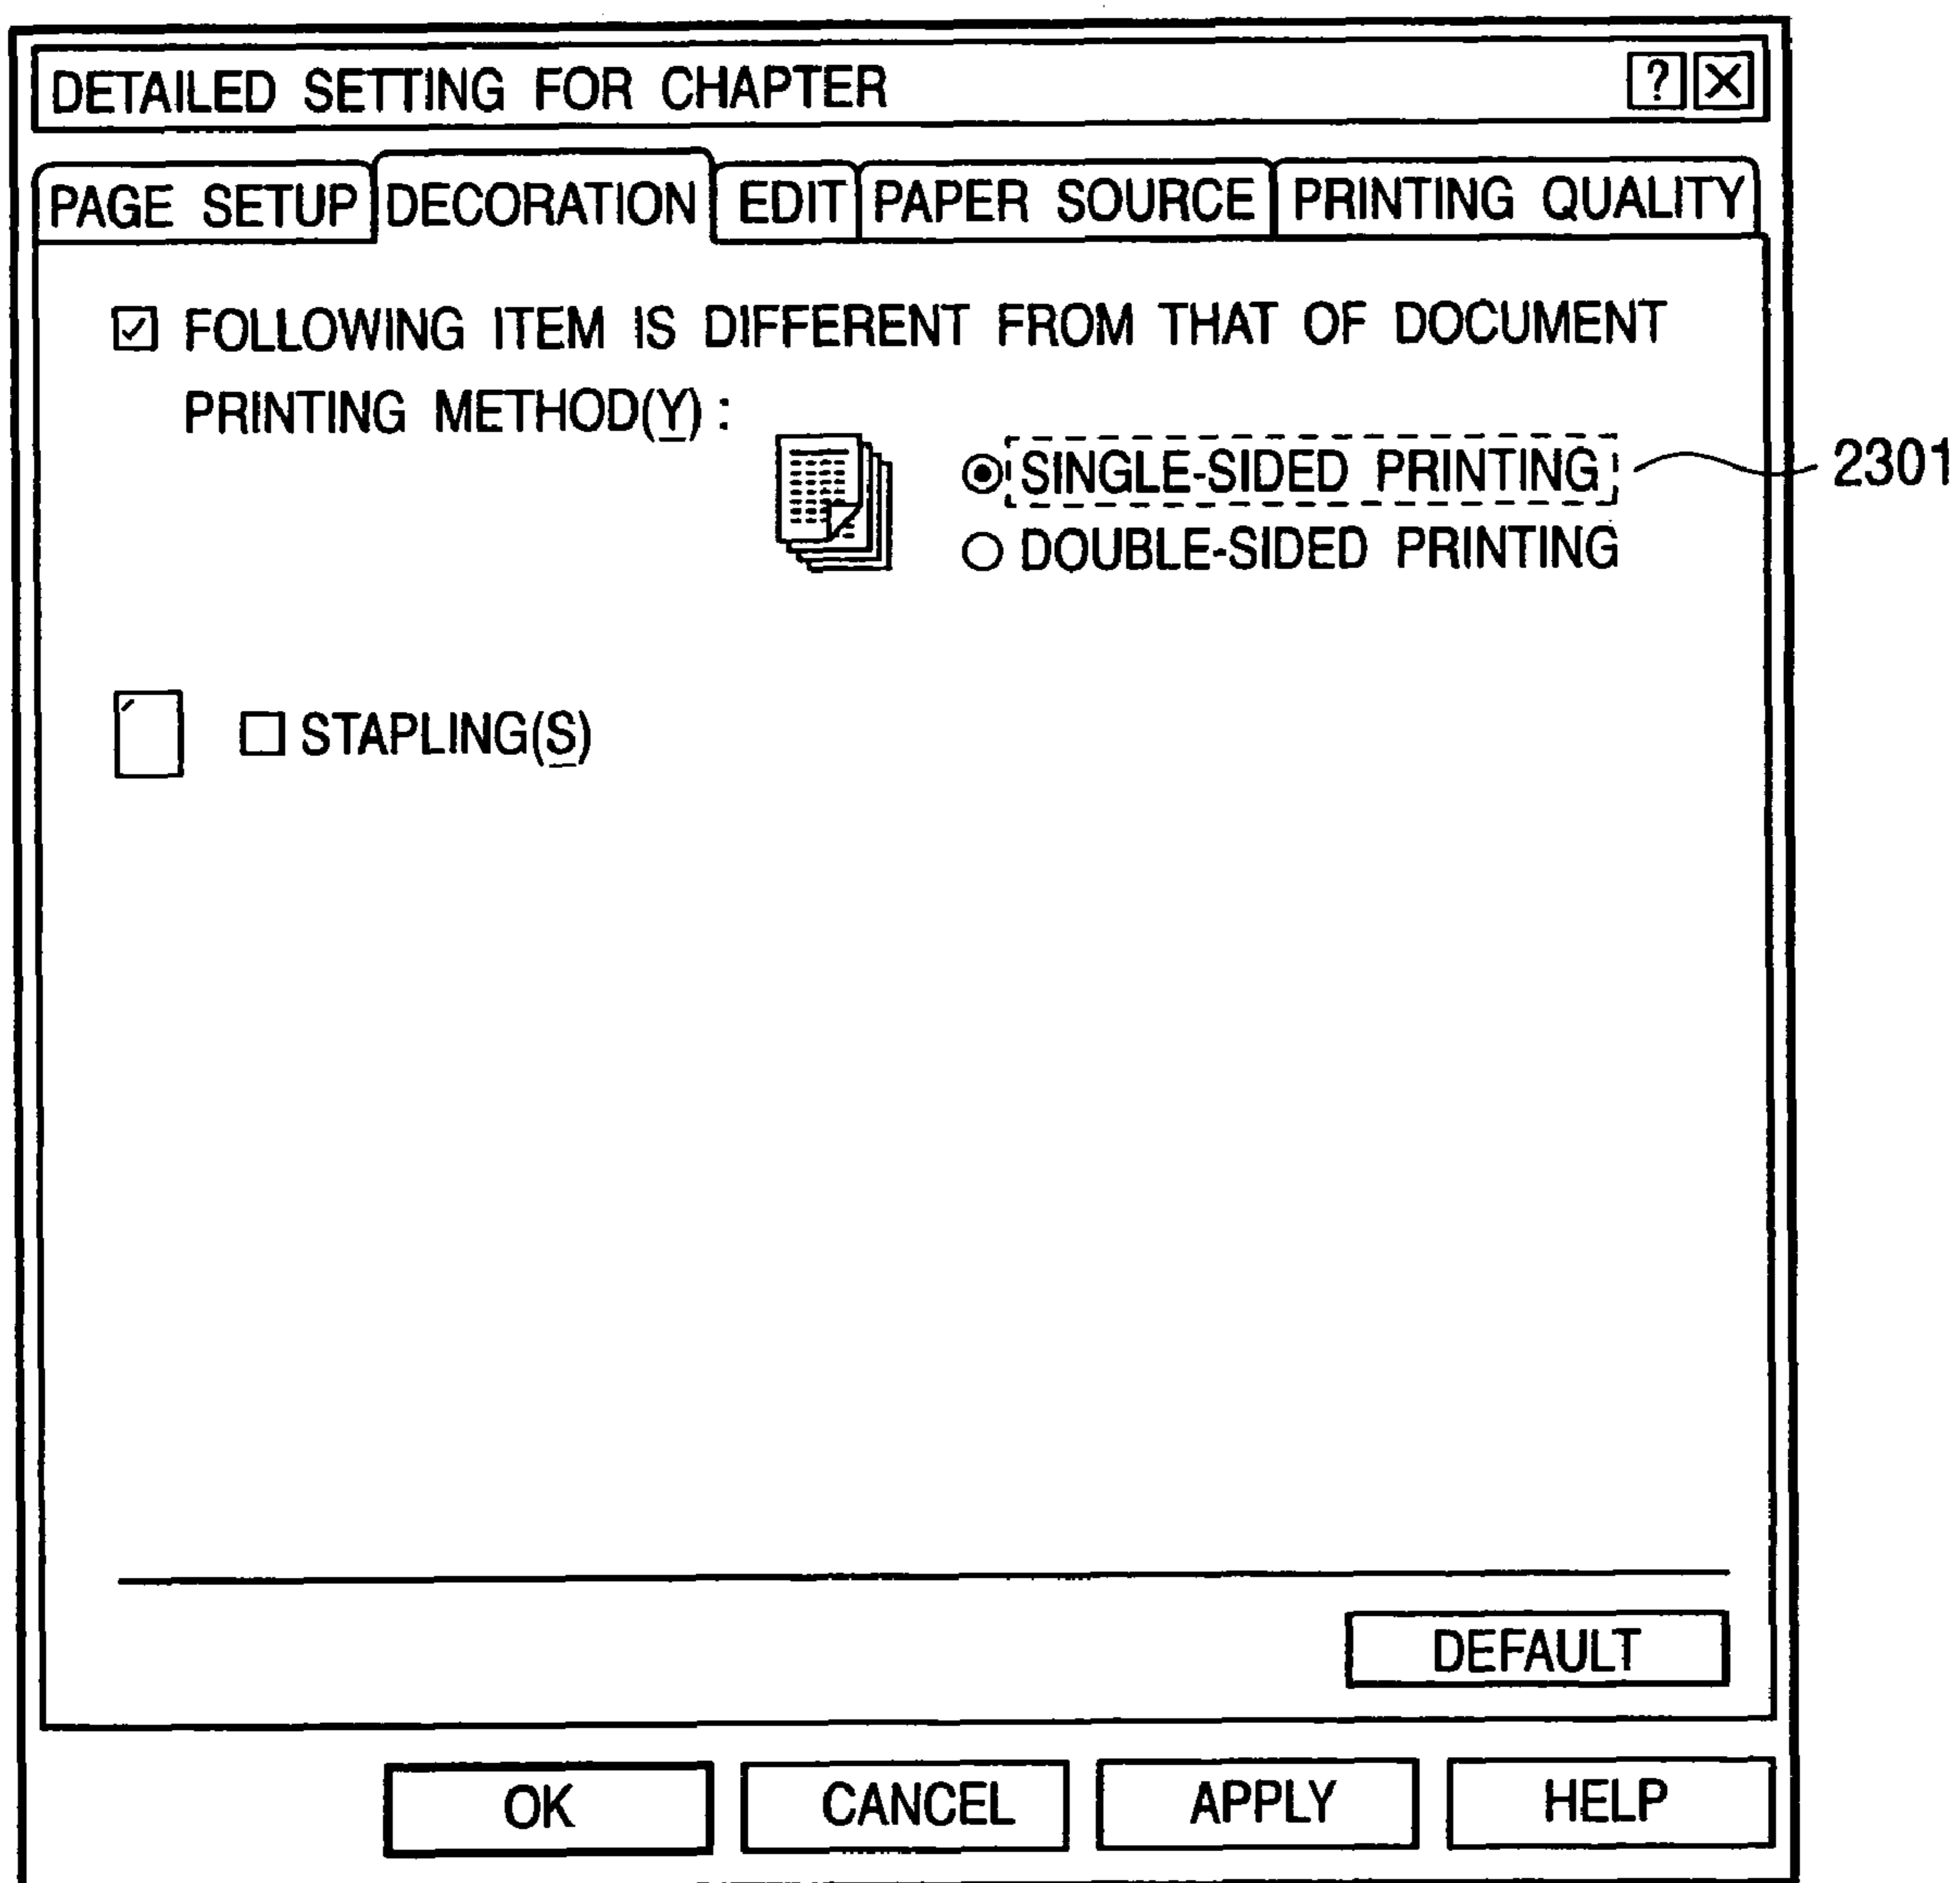 DETAILED SETTING FOR CHAPTER ? X
PAGE SETUP DECORATION EDIT PAPER SOURCE PRINTING QUALITY
FOLLOWING ITEM IS DIFFERENT FROM THAT OF DOCUMENT
PRINTING METHOD(Y) :
SINGLE-SIDED PRINTING 2301
DOUBLE-SIDED PRINTING
STAPLING(S)
DEFAULT
OK CANCEL APPLY HELP